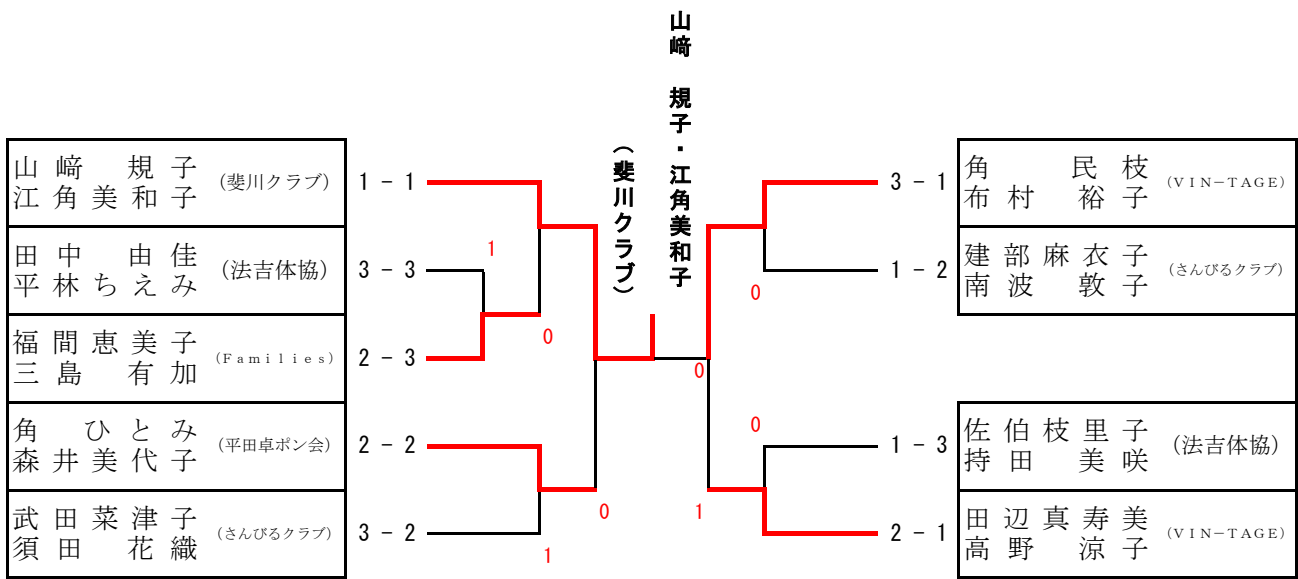 山﨑 規子・江角美和子
(斐川クラブ)
山﨑 規子
江角美和子
(斐川クラブ)
1-1
田中 由佳
平林ちえみ
(法吉体協)
3-3
1
福間恵美子
三島 有加
(Families)
2-3
0
角 ひとみ
森井美代子
(平田卓ポン会)
2-2
武田菜津子
須田 花織
(さんびるクラブ)
3-2
1
0
3-1
角 民枝
布村 裕子
(VIN-TAGE)
1-2
建部麻衣子
南波 敦子
(さんびるクラブ)
0
0
0
1-3
佐伯枝里子
持田 美咲
(法吉体協)
1
2-1
田辺真寿美
高野 涼子
(VIN-TAGE)